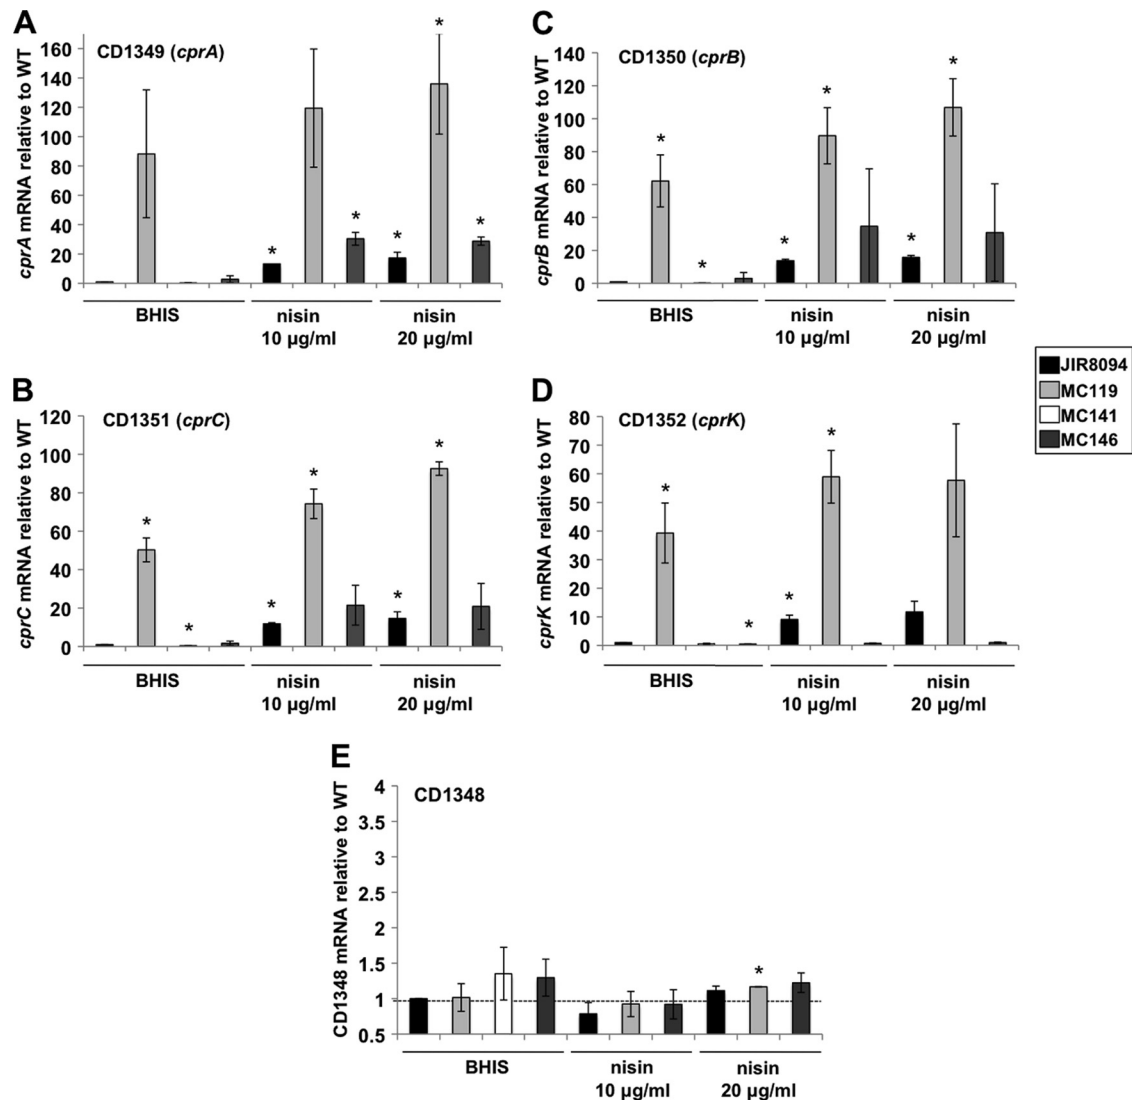 A
CD1349 (cprA)
cprA mRNA relative to WT
160
140
120
100
80
60
40
20
0
* * * * *
BHIS
nisin
10 µg/ml
nisin
20 µg/ml
C
CD1350 (cprB)
cprB mRNA relative to WT
140
120
100
80
60
40
20
0
* * * * * *
BHIS
nisin
10 µg/ml
nisin
20 µg/ml
JIR8094
MC119
MC141
MC146
B
CD1351 (cprC)
cprC mRNA relative to WT
120
100
80
60
40
20
0
* * * * * *
BHIS
nisin
10 µg/ml
nisin
20 µg/ml
D
CD1352 (cprK)
cprK mRNA relative to WT
80
70
60
50
40
30
20
10
0
* * * *
BHIS
nisin
10 µg/ml
nisin
20 µg/ml
E
CD1348
CD1348 mRNA relative to WT
4
3.5
3
2.5
2
1.5
1
0.5
*
BHIS
nisin
10 µg/ml
nisin
20 µg/ml